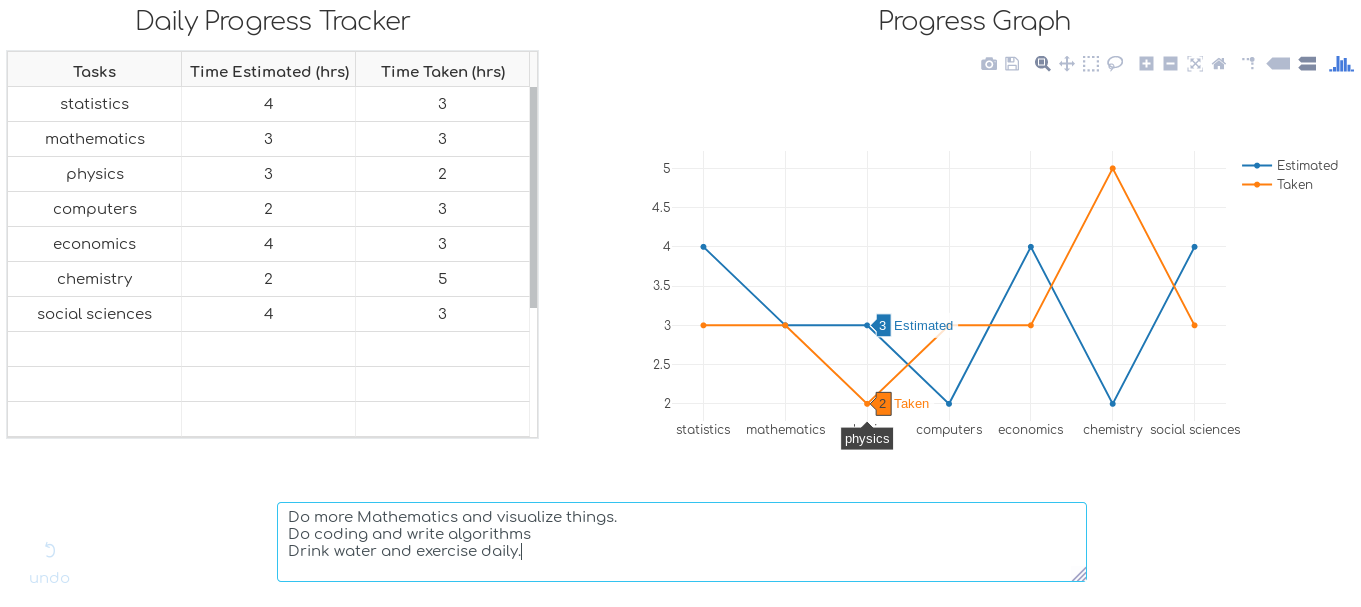 Daily Progress Tracker
Tasks Time Estimated (hrs) Time Taken (hrs)
statistics 4 3
mathematics 3 3
physics 3 2
computers 2 3
economics 4 3
chemistry 2 5
social sciences 4 3
Progress Graph
Estimated
Taken
5
4.5
4
3.5
3
2.5
2
3 Estimated
2 Taken
statistics mathematics computers economics chemistry social sciences
physics
Do more Mathematics and visualize things.
Do coding and write algorithms
Drink water and exercise daily.
undo